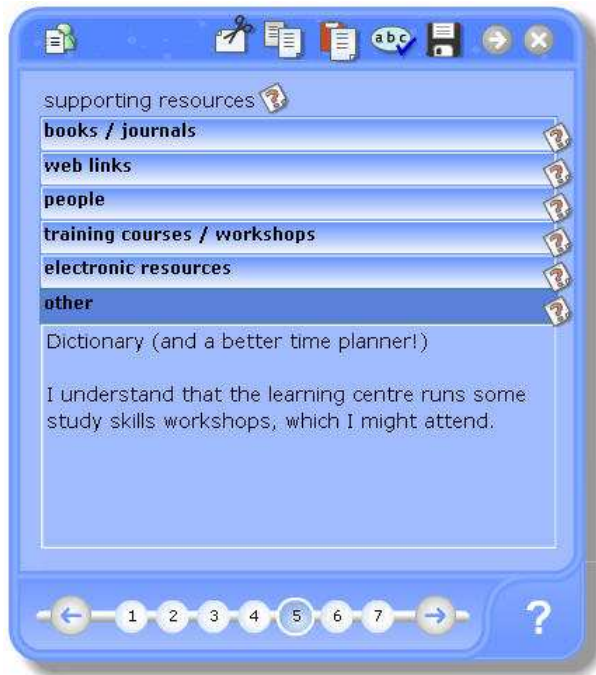 abc
supporting resources
books / journals
web links
people
training courses / workshops
electronic resources
other
Dictionary (and a better time planner!)
I understand that the learning centre runs some
study skills workshops, which I might attend.
1 2 3 4 5 6 7
?